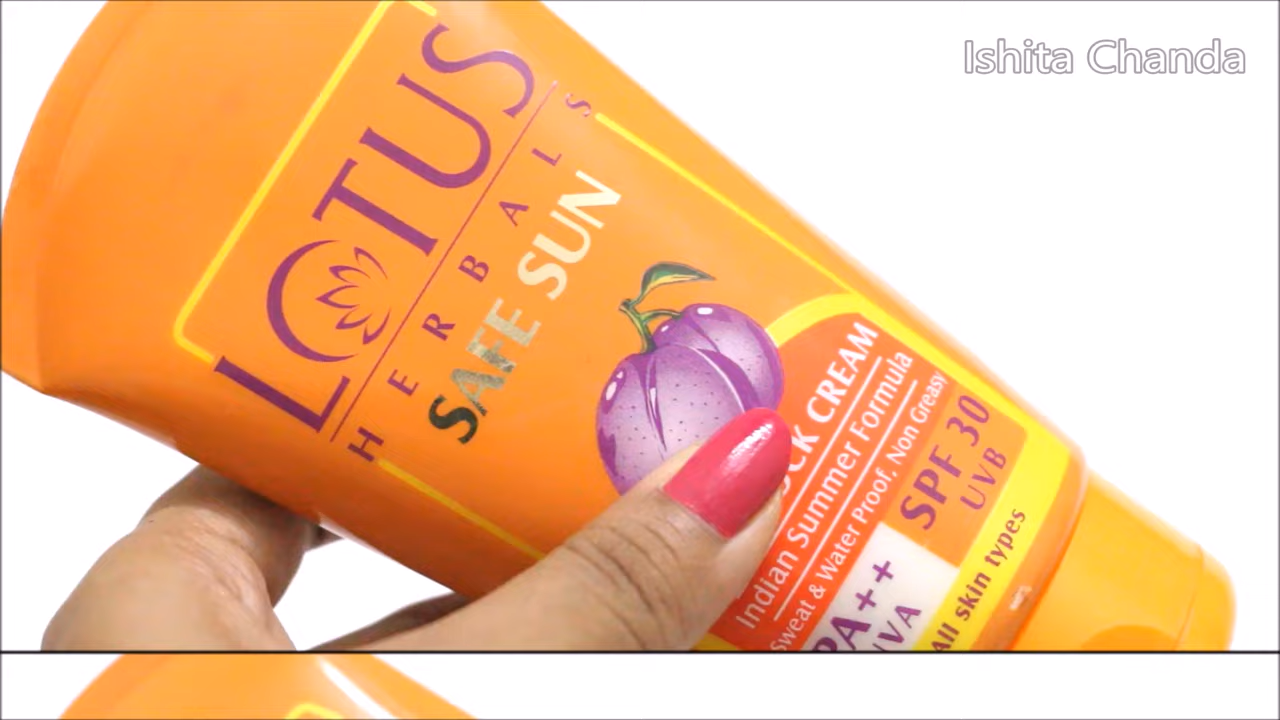 Ishita Chanda
LOTUS
HERBALS
SAFE SUN
CREAM
Indian Summer Formula
Sweat & Water Proof, Non Greasy
SPF 30
UVB
PA++
UVA
All skin types